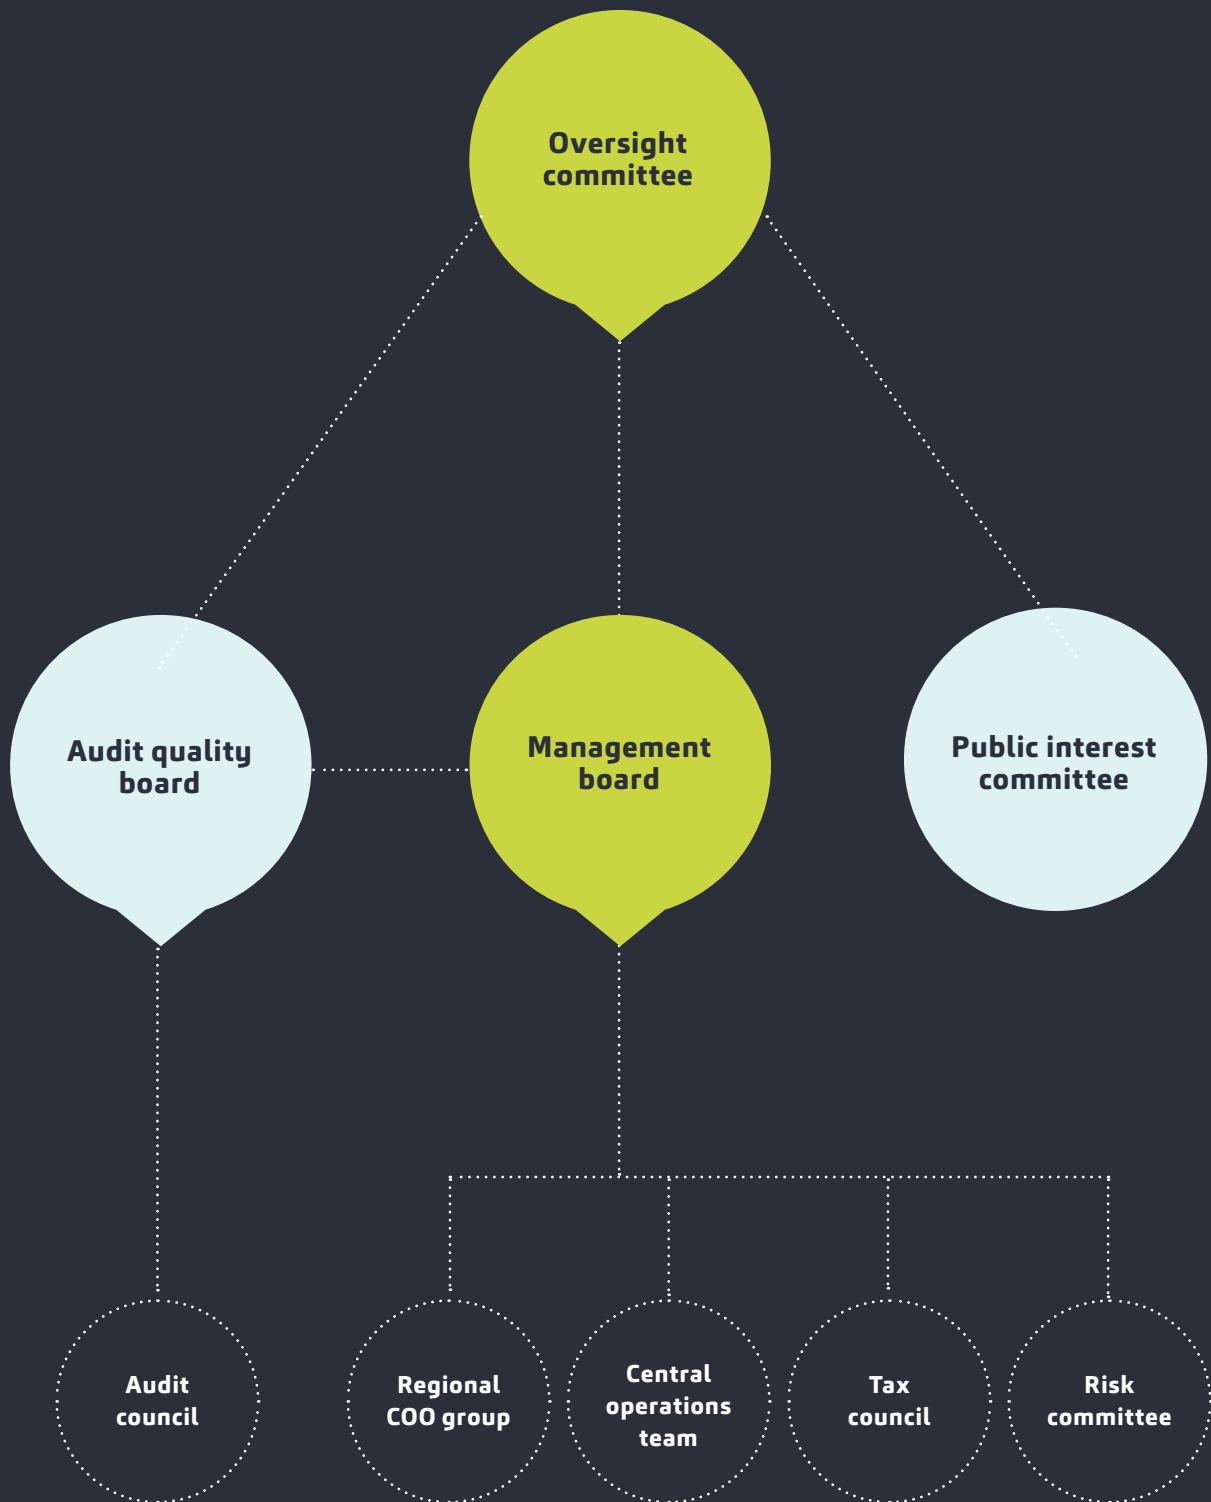 Oversight
committee
Audit quality
board
Management
board
Public interest
committee
Audit
council
Regional
COO group
Central
operations
team
Tax
council
Risk
committee